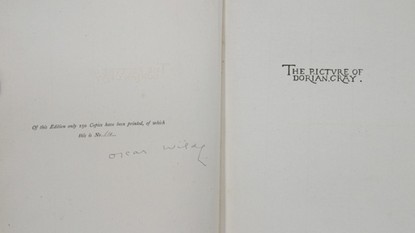 Of this Edition only 250 Copies have been printed, of which
this is No.
Oscar Wilde
THE PICTVRE OF
DORIAN GRAY.